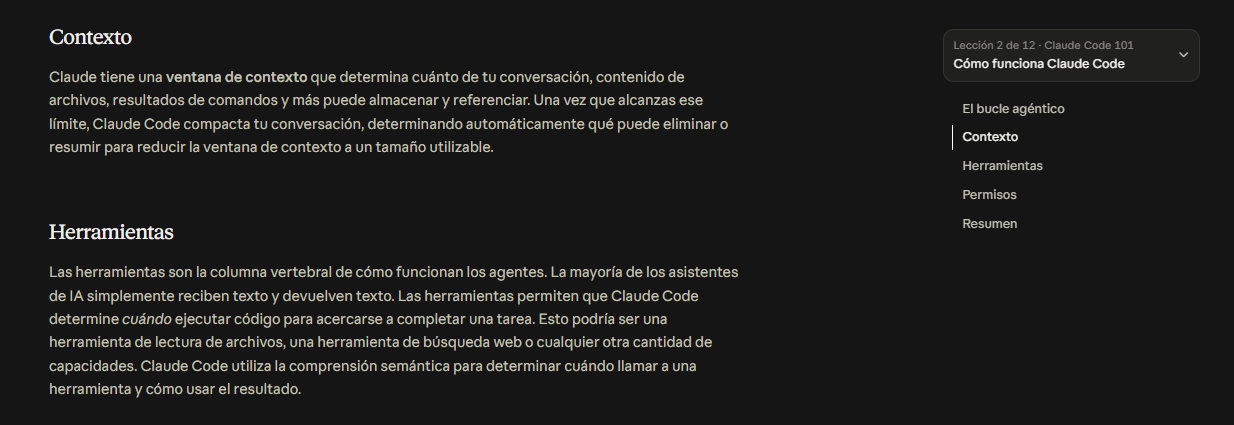 Contexto
Claude tiene una ventana de contexto que determina cuánto de tu conversación, contenido de
archivos, resultados de comandos y más puede almacenar y referenciar. Una vez que alcanzas ese
límite, Claude Code compacta tu conversación, determinando automáticamente qué puede eliminar o
resumir para reducir la ventana de contexto a un tamaño utilizable.
Herramientas
Las herramientas son la columna vertebral de cómo funcionan los agentes. La mayoría de los asistentes
de IA simplemente reciben texto y devuelven texto. Las herramientas permiten que Claude Code
determine cuándo ejecutar código para acercarse a completar una tarea. Esto podría ser una
herramienta de lectura de archivos, una herramienta de búsqueda web o cualquier otra cantidad de
capacidades. Claude Code utiliza la comprensión semántica para determinar cuándo llamar a una
herramienta y cómo usar el resultado.
Lección 2 de 12 · Claude Code 101
Cómo funciona Claude Code
El bucle agéntico
Contexto
Herramientas
Permisos
Resumen